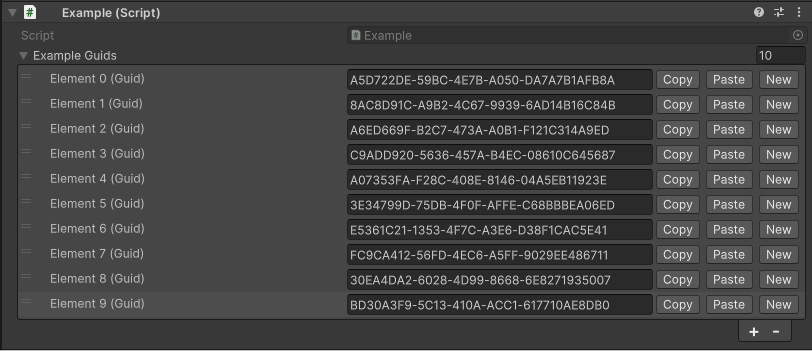 Example (Script)
Script Example
Example Guids 10
Element 0 (Guid) A5D722DE-59BC-4E7B-A050-DA7A7B1AFB8A Copy Paste New
Element 1 (Guid) 8AC8D91C-A9B2-4C67-9939-6AD14B16C84B Copy Paste New
Element 2 (Guid) A6ED669F-B2C7-473A-A0B1-F121C314A9ED Copy Paste New
Element 3 (Guid) C9ADD920-5636-457A-B4EC-08610C645687 Copy Paste New
Element 4 (Guid) A07353FA-F28C-408E-8146-04A5EB11923E Copy Paste New
Element 5 (Guid) 3E34799D-75DB-4F0F-AFFE-C68BBBEA06ED Copy Paste New
Element 6 (Guid) E5361C21-1353-4F7C-A3E6-D38F1CAC5E41 Copy Paste New
Element 7 (Guid) FC9CA412-56FD-4EC6-A5FF-9029EE486711 Copy Paste New
Element 8 (Guid) 30EA4DA2-6028-4D99-8668-6E8271935007 Copy Paste New
Element 9 (Guid) BD30A3F9-5C13-410A-ACC1-617710AE8DB0 Copy Paste New
+ -